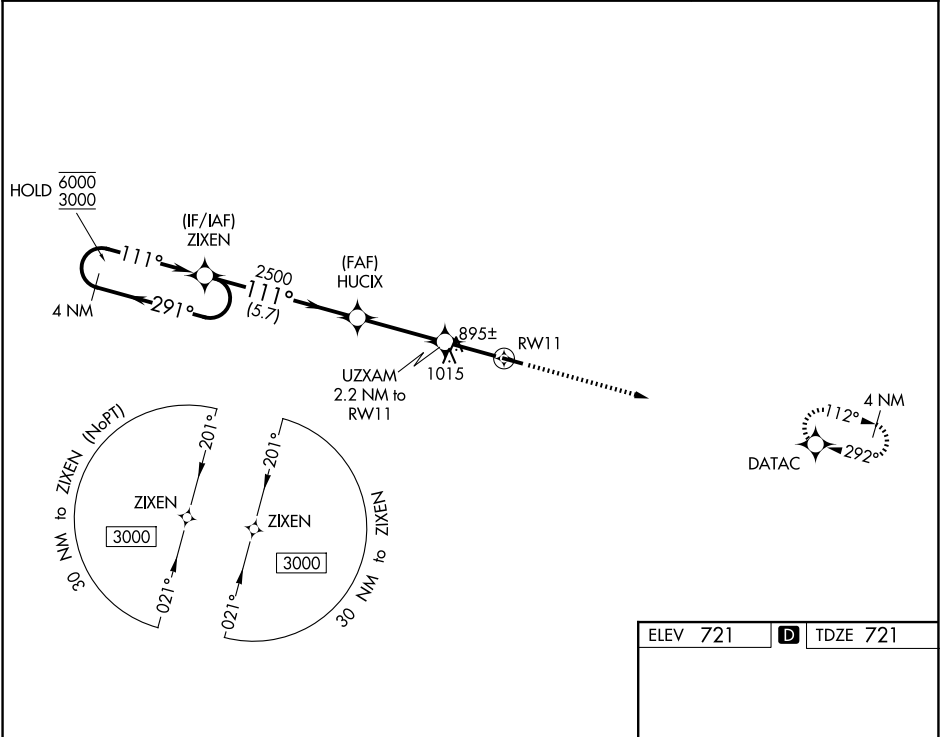 HOLD 6000
3000
(IF/IAF)
ZIXEN
111°
4 NM
291°
2500
111°
(5.7)
(FAF)
HUCIX
895±
RW11
1015
UZXAM
2.2 NM to
RW11
4 NM
112°
292°
DATAC
30 NM to ZIXEN (NoPT)
201°
ZIXEN
3000
021°
201°
ZIXEN
3000
021°
30 NM to ZIXEN
ELEV 721 D TDZE 721